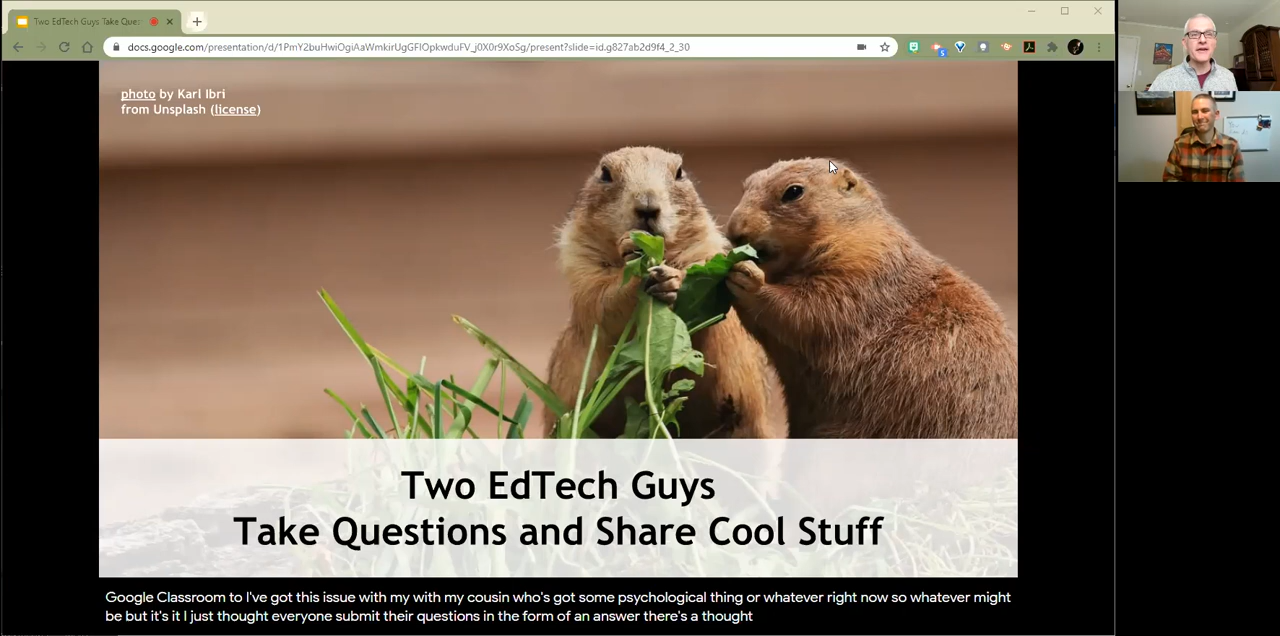 Two EdTech Guys Take Ques
docs.google.com/presentation/d/1PmY2buHwiOgiAaWmkirUgGFIOpkwduFV_j0X0r9XoSg/present?slide=id.g827ab2d9f4_2_30
photo by Karl Ibri
from Unsplash (license)
Two EdTech Guys
Take Questions and Share Cool Stuff
Google Classroom to I've got this issue with my with my cousin who's got some psychological thing or whatever right now so whatever might
be but it's it I just thought everyone submit their questions in the form of an answer there's a thought